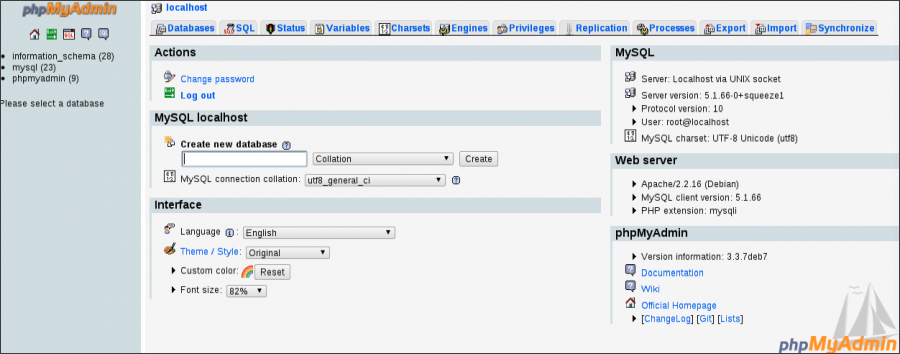 phpMyAdmin
information_schema (28)
mysql (23)
phpmyadmin (9)
Please select a database
localhost
Databases SQL Status Variables Charsets Engines Privileges Replication Processes Export Import Synchronize
Actions
Change password
Log out
MySQL localhost
Create new database
Collation Create
MySQL connection collation: utf8_general_ci
Interface
Language : English
Theme / Style: Original
Custom color: Reset
Font size: 82%
MySQL
Server: Localhost via UNIX socket
Server version: 5.1.66-0+squeeze1
Protocol version: 10
User: root@localhost
MySQL charset: UTF-8 Unicode (utf8)
Web server
Apache/2.2.16 (Debian)
MySQL client version: 5.1.66
PHP extension: mysqli
phpMyAdmin
Version information: 3.3.7deb7
Documentation
Wiki
Official Homepage
[ChangeLog] [Git] [Lists]
phpMyAdmin